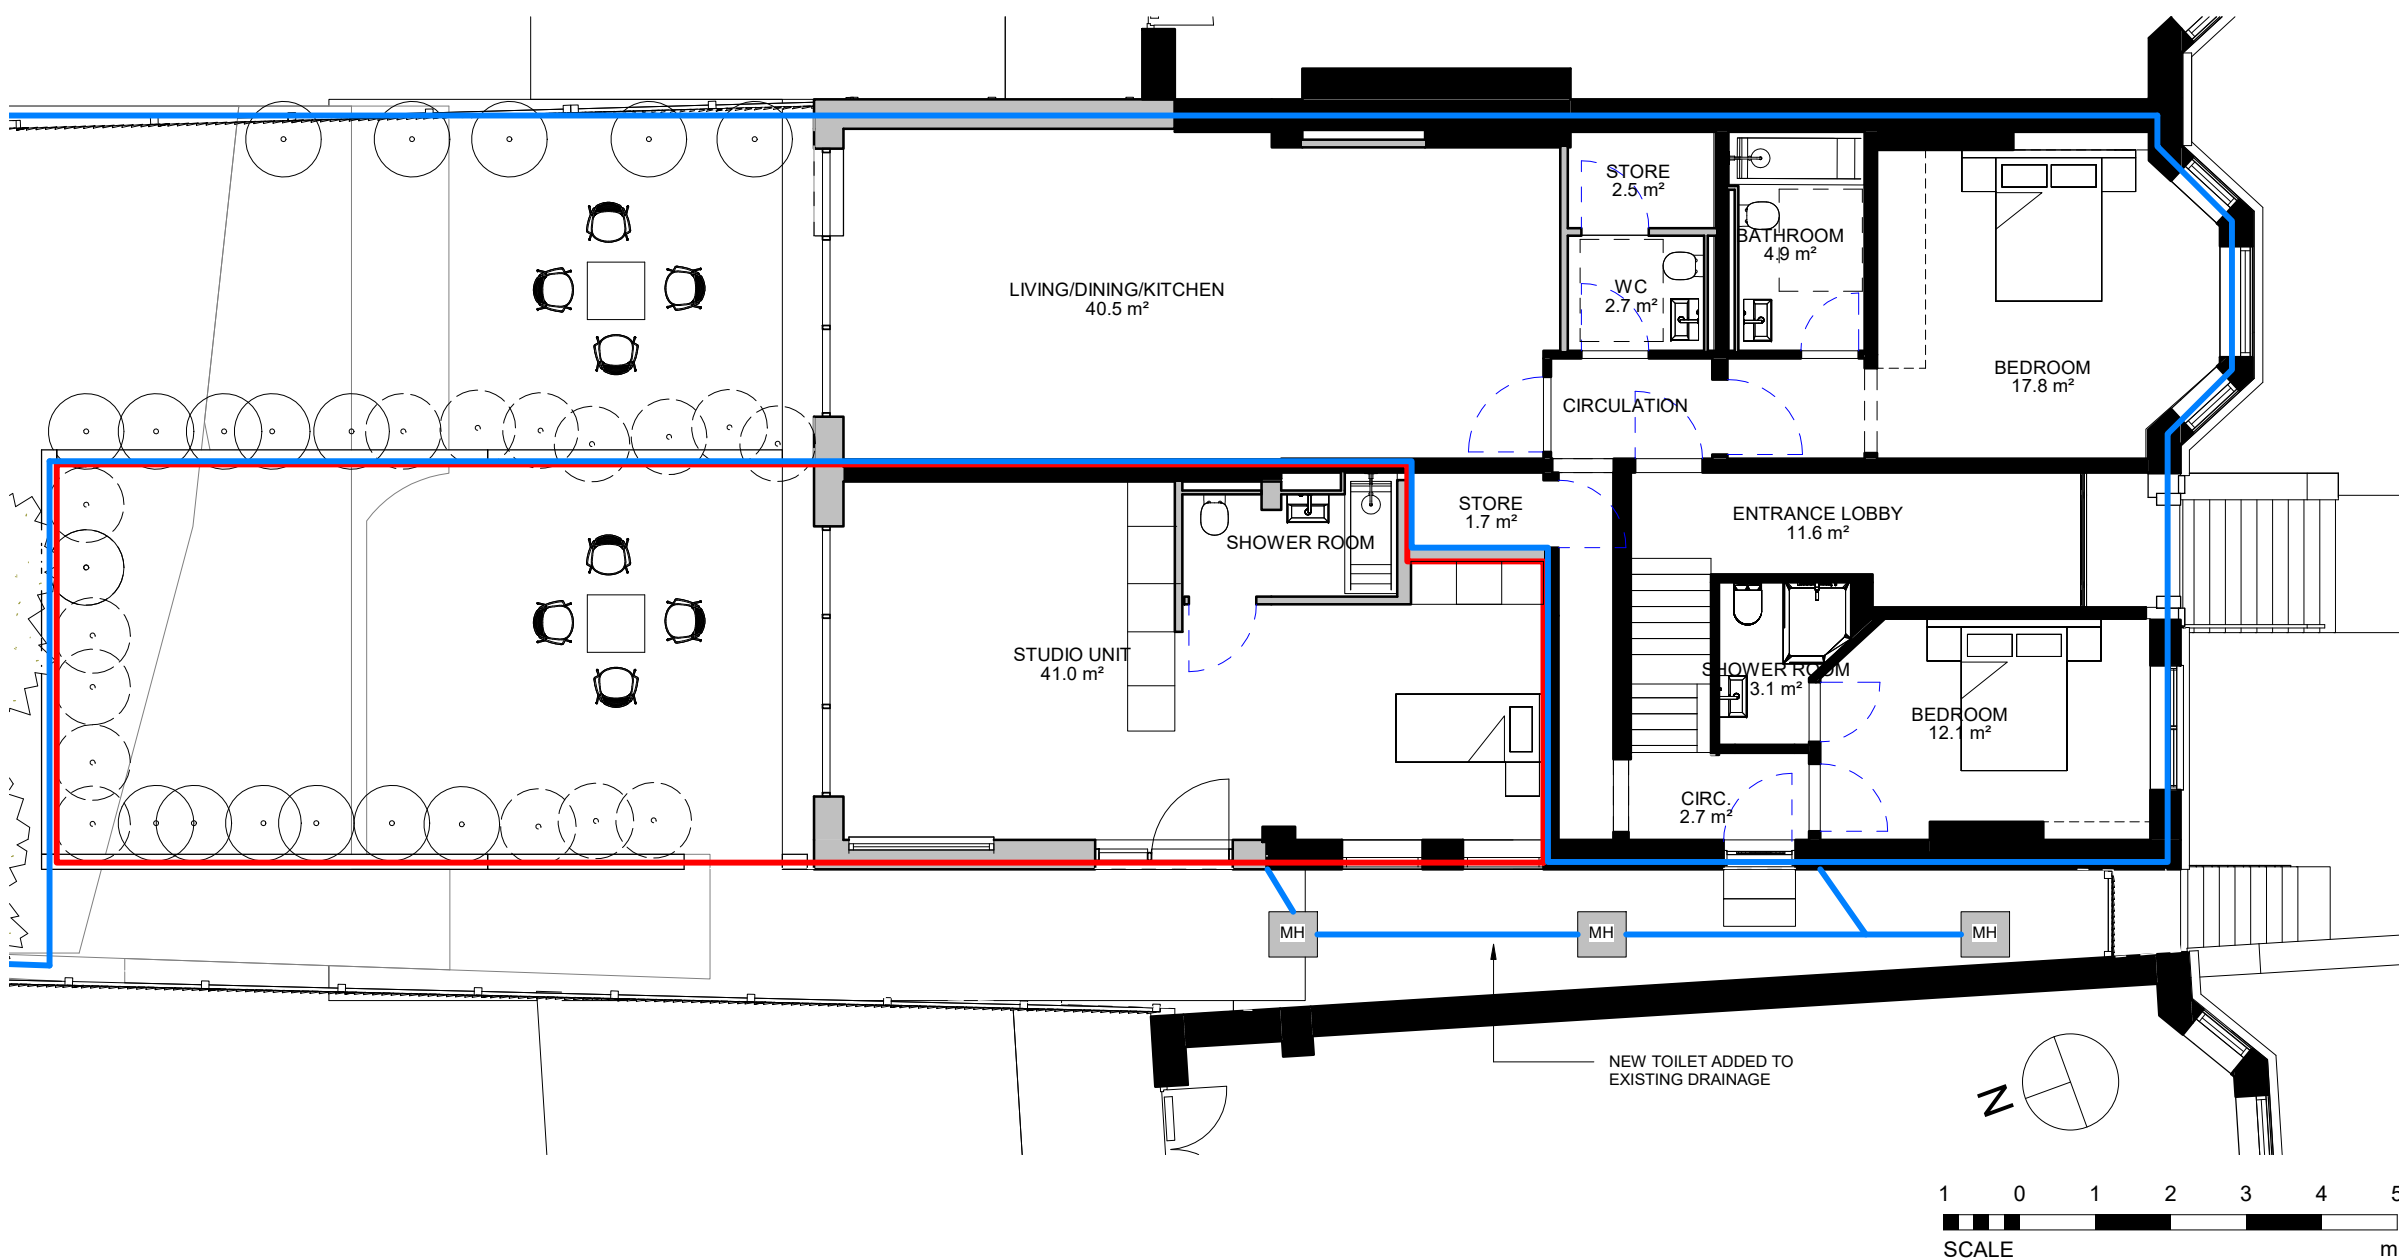 STORE
2.5 m²
BATHROOM
4.9 m²
LIVING/DINING/KITCHEN
40.5 m²
WC
2.7 m²
BEDROOM
17.8 m²
CIRCULATION
STORE
1.7 m²
ENTRANCE LOBBY
11.6 m²
SHOWER ROOM
STUDIO UNIT
41.0 m²
SHOWER ROOM
3.1 m²
BEDROOM
12.1 m²
CIRC.
2.7 m²
MH
MH
MH
NEW TOILET ADDED TO
EXISTING DRAINAGE
N
1 0 1 2 3 4 5
SCALE m